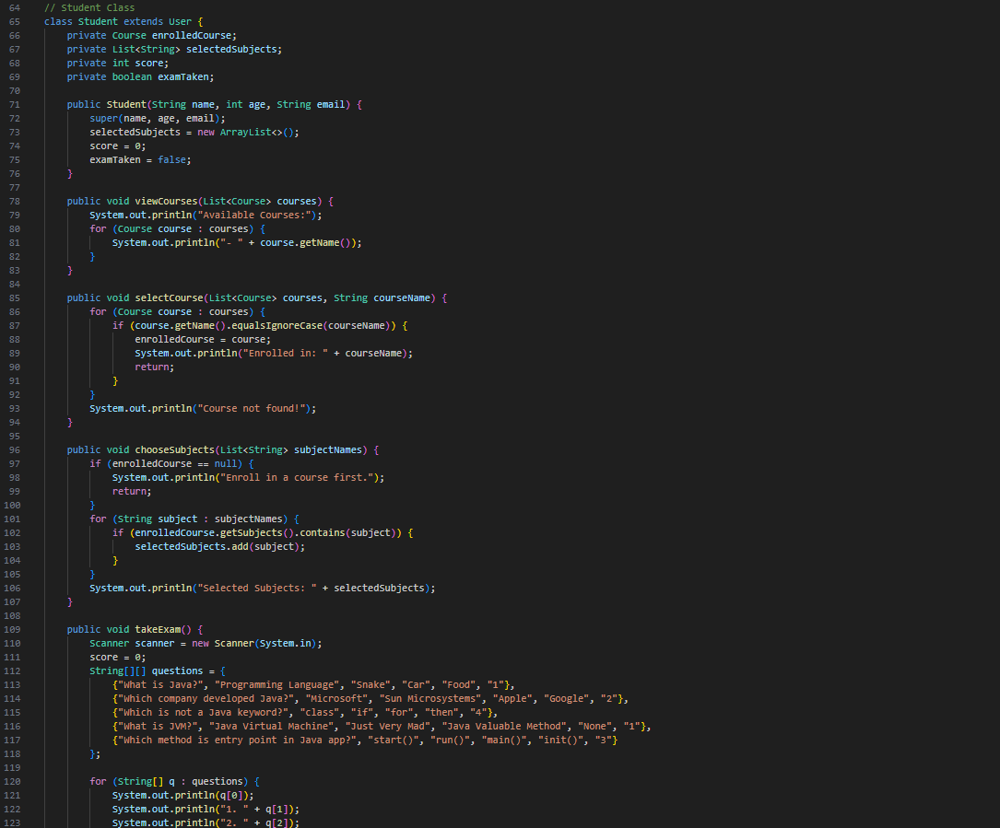 64 // Student Class
65 class Student extends User {
66 private Course enrolledCourse;
67 private List<String> selectedSubjects;
68 private int score;
69 private boolean examTaken;
70
71 public Student(String name, int age, String email) {
72 super(name, age, email);
73 selectedSubjects = new ArrayList<>();
74 score = 0;
75 examTaken = false;
76 }
77
78 public void viewCourses(List<Course> courses) {
79 System.out.println("Available Courses:");
80 for (Course course : courses) {
81 System.out.println("- " + course.getName());
82 }
83 }
84
85 public void selectCourse(List<Course> courses, String courseName) {
86 for (Course course : courses) {
87 if (course.getName().equalsIgnoreCase(courseName)) {
88 enrolledCourse = course;
89 System.out.println("Enrolled in: " + courseName);
90 return;
91 }
92 }
93 System.out.println("Course not found!");
94 }
95
96 public void chooseSubjects(List<String> subjectNames) {
97 if (enrolledCourse == null) {
98 System.out.println("Enroll in a course first.");
99 return;
100 }
101 for (String subject : subjectNames) {
102 if (enrolledCourse.getSubjects().contains(subject)) {
103 selectedSubjects.add(subject);
104 }
105 }
106 System.out.println("Selected Subjects: " + selectedSubjects);
107 }
108
109 public void takeExam() {
110 Scanner scanner = new Scanner(System.in);
111 score = 0;
112 String[][] questions = {
113 {"What is Java?", "Programming Language", "Snake", "Car", "Food", "1"},
114 {"Which company developed Java?", "Microsoft", "Sun Microsystems", "Apple", "Google", "2"},
115 {"Which is not a Java keyword?", "class", "if", "for", "then", "4"},
116 {"What is JVM?", "Java Virtual Machine", "Just Very Mad", "Java Valuable Method", "None", "1"},
117 {"Which method is entry point in Java app?", "start()", "run()", "main()", "init()", "3"}
118 };
119
120 for (String[] q : questions) {
121 System.out.println(q[0]);
122 System.out.println("1. " + q[1]);
123 System.out.println("2. " + q[2]);